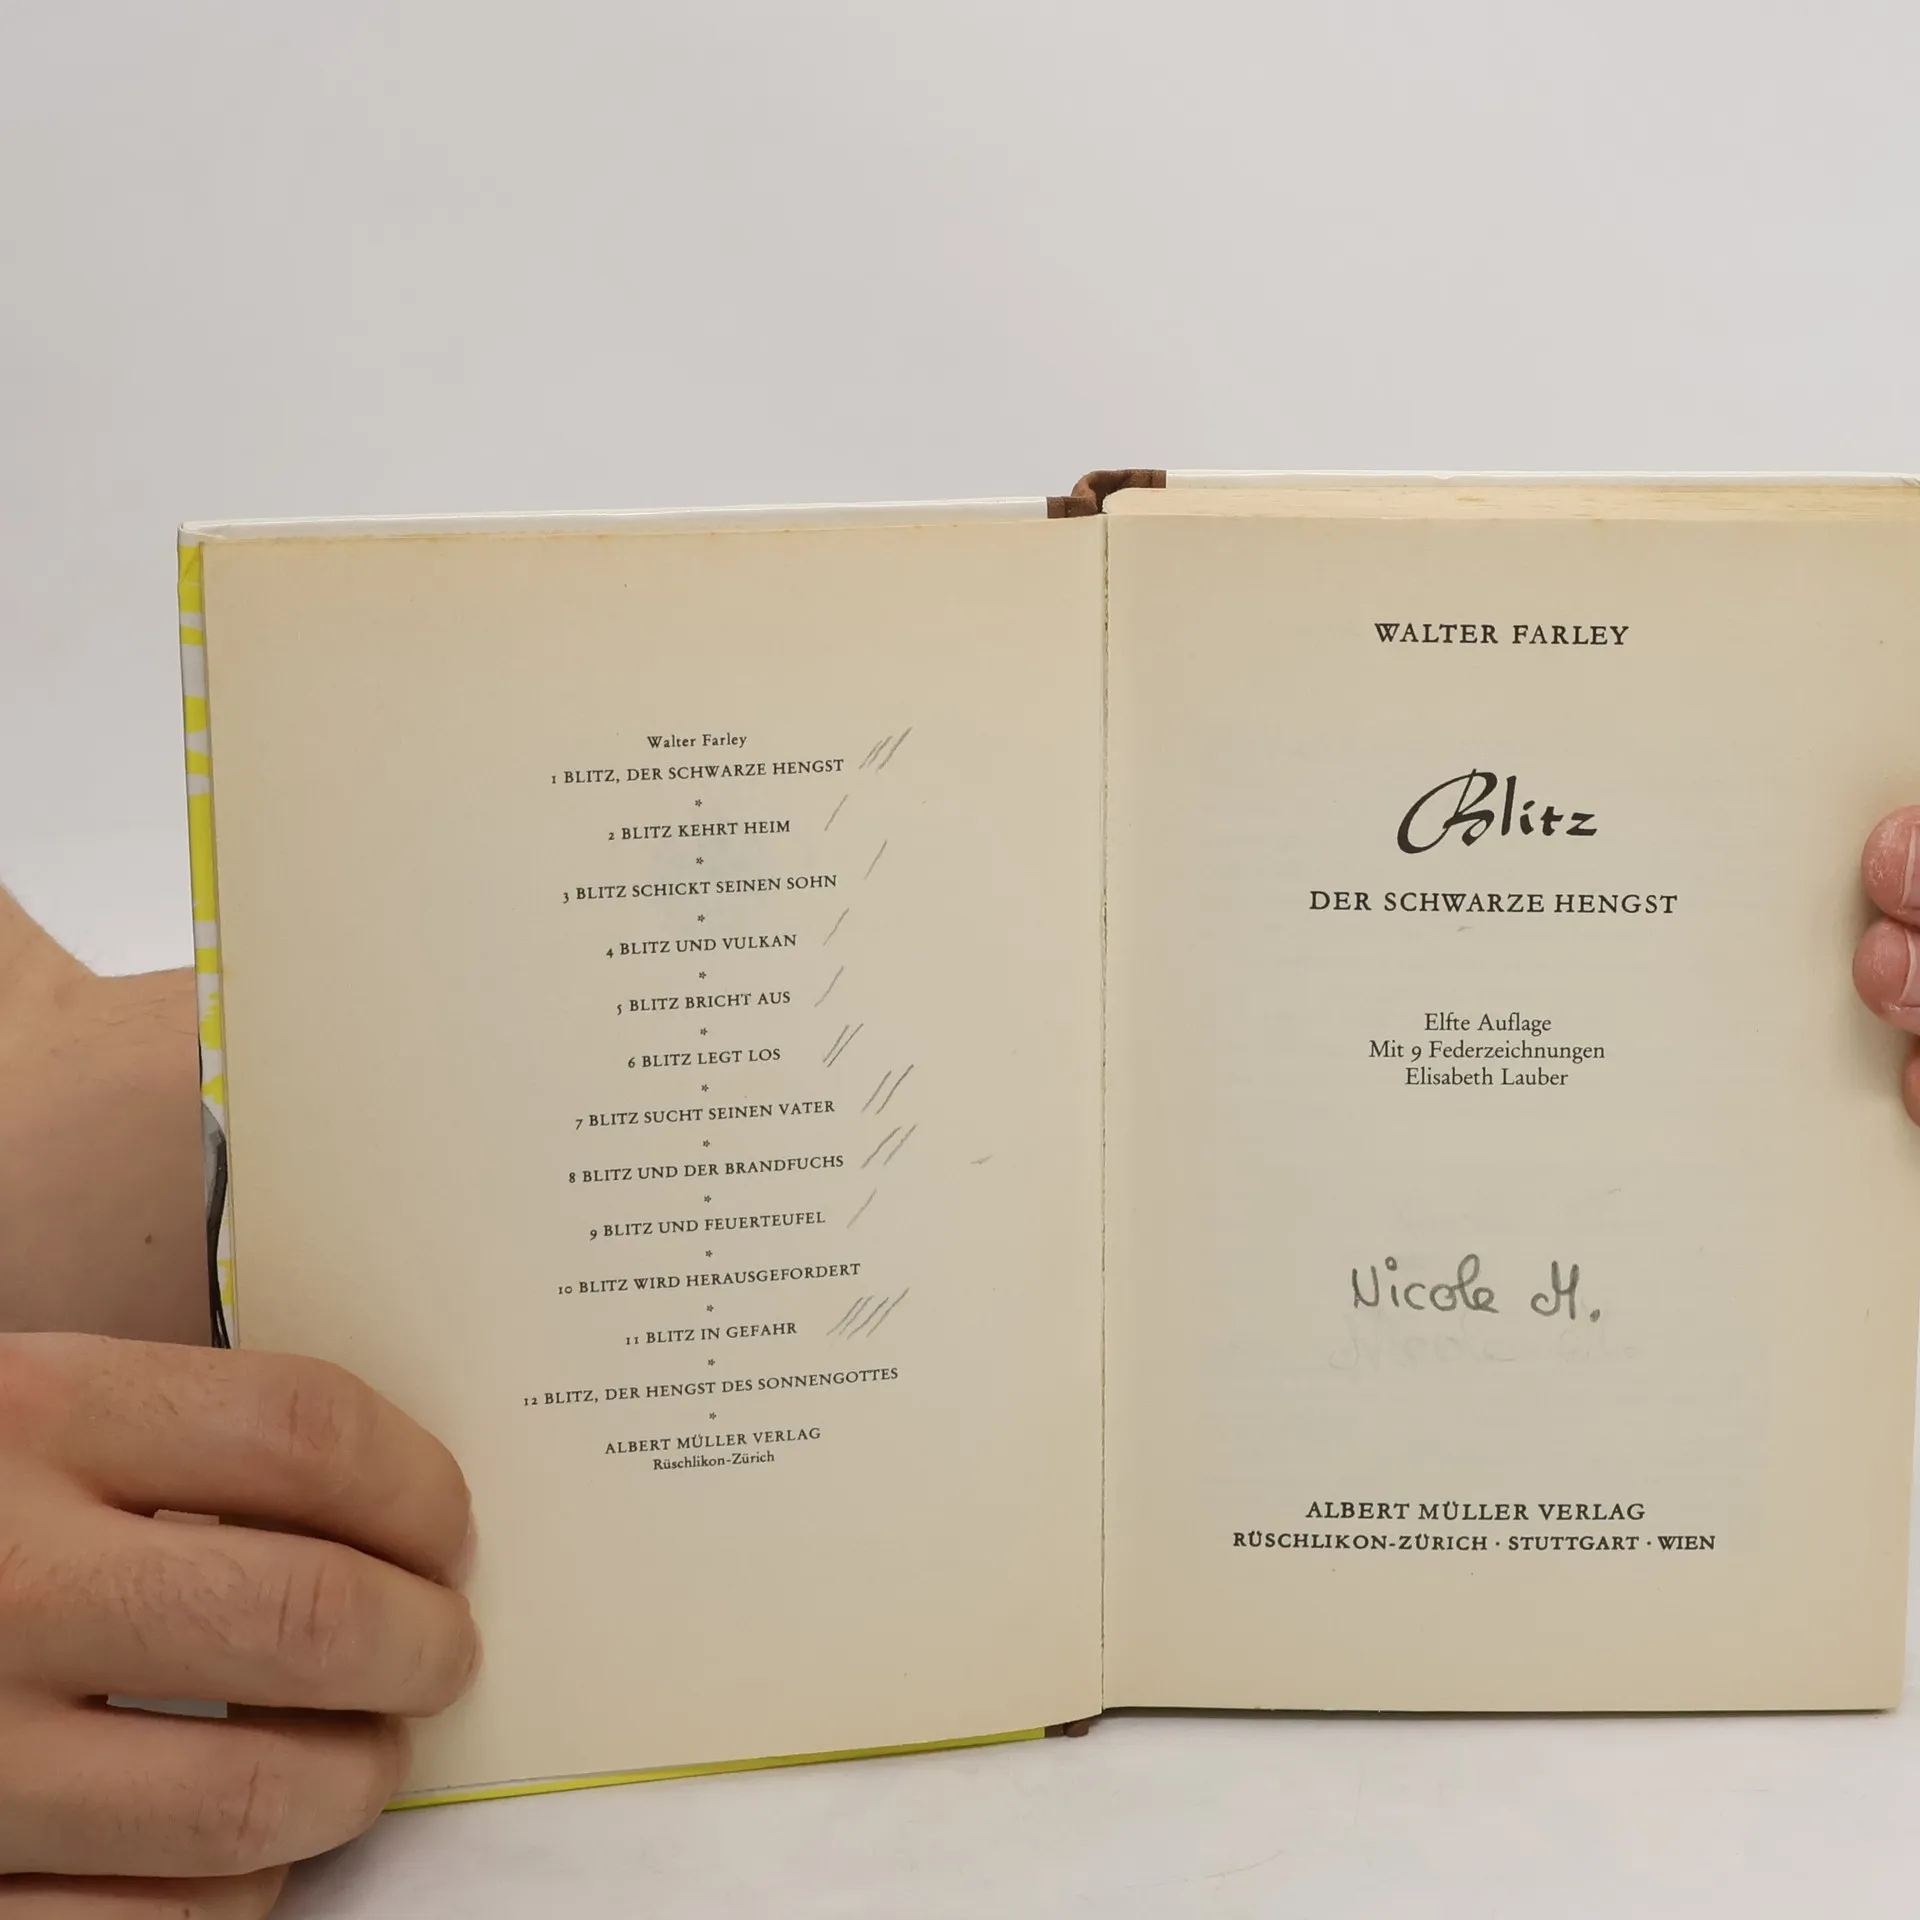 Walter Farley
1 BLITZ, DER SCHWARZE HENGST
*
2 BLITZ KEHRT HEIM
*
3 BLITZ SCHICKT SEINEN SOHN
*
4 BLITZ UND VULKAN
*
5 BLITZ BRICHT AUS
*
6 BLITZ LEGT LOS
*
7 BLITZ SUCHT SEINEN VATER
*
8 BLITZ UND DER BRANDFUCHS
*
9 BLITZ UND FEUERTEUFEL
*
10 BLITZ WIRD HERAUSGEFORDERT
*
11 BLITZ IN GEFAHR
*
12 BLITZ, DER HENGST DES SONNENGOTTES
*
ALBERT MÜLLER VERLAG
Rüschlikon-Zürich
WALTER FARLEY
Blitz
DER SCHWARZE HENGST
Elfte Auflage
Mit 9 Federzeichnungen
Elisabeth Lauber
Nicole M.
ALBERT MÜLLER VERLAG
RÜSCHLIKON-ZÜRICH · STUTTGART · WIEN